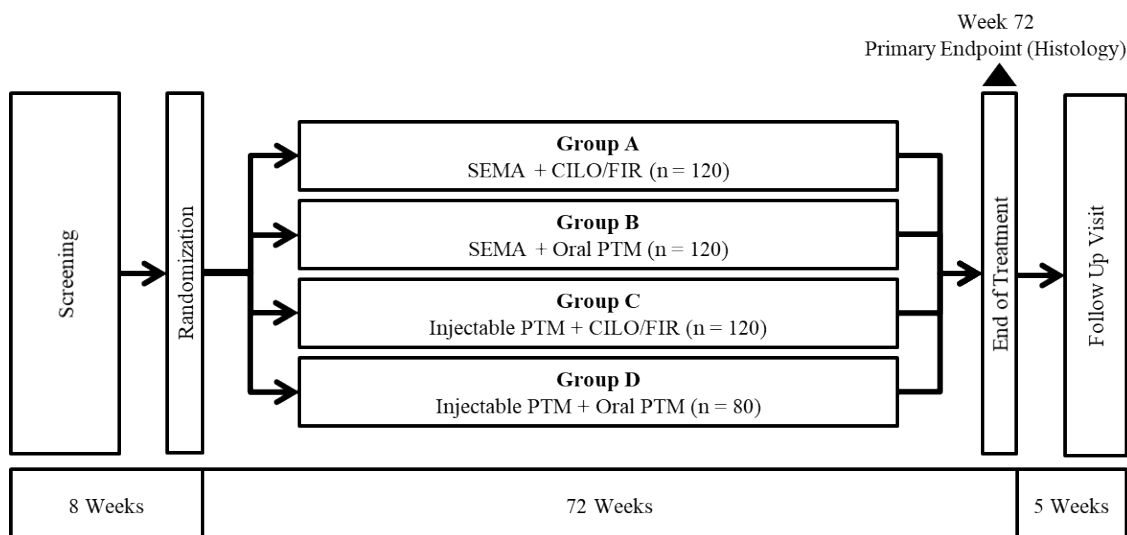 Week 72
Primary Endpoint (Histology)
Screening
Randomization
Group A
SEMA + CILO/FIR (n = 120)
Group B
SEMA + Oral PTM (n = 120)
Group C
Injectable PTM + CILO/FIR (n = 120)
Group D
Injectable PTM + Oral PTM (n = 80)
End of Treatment
Follow Up Visit
8 Weeks
72 Weeks
5 Weeks